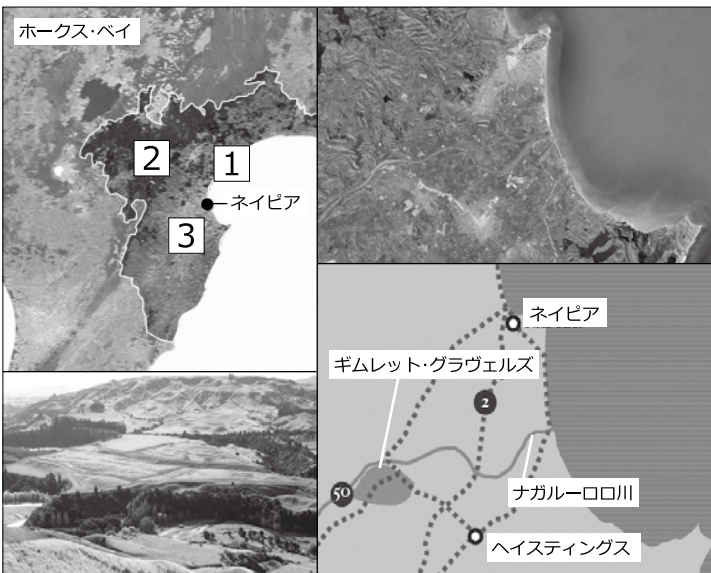 ホークス・ベイ
2
1
ネイピア
3
ネイピア
ギムレット・グラヴェルズ
2
50
ナガルーロロ川
ヘイスティングス